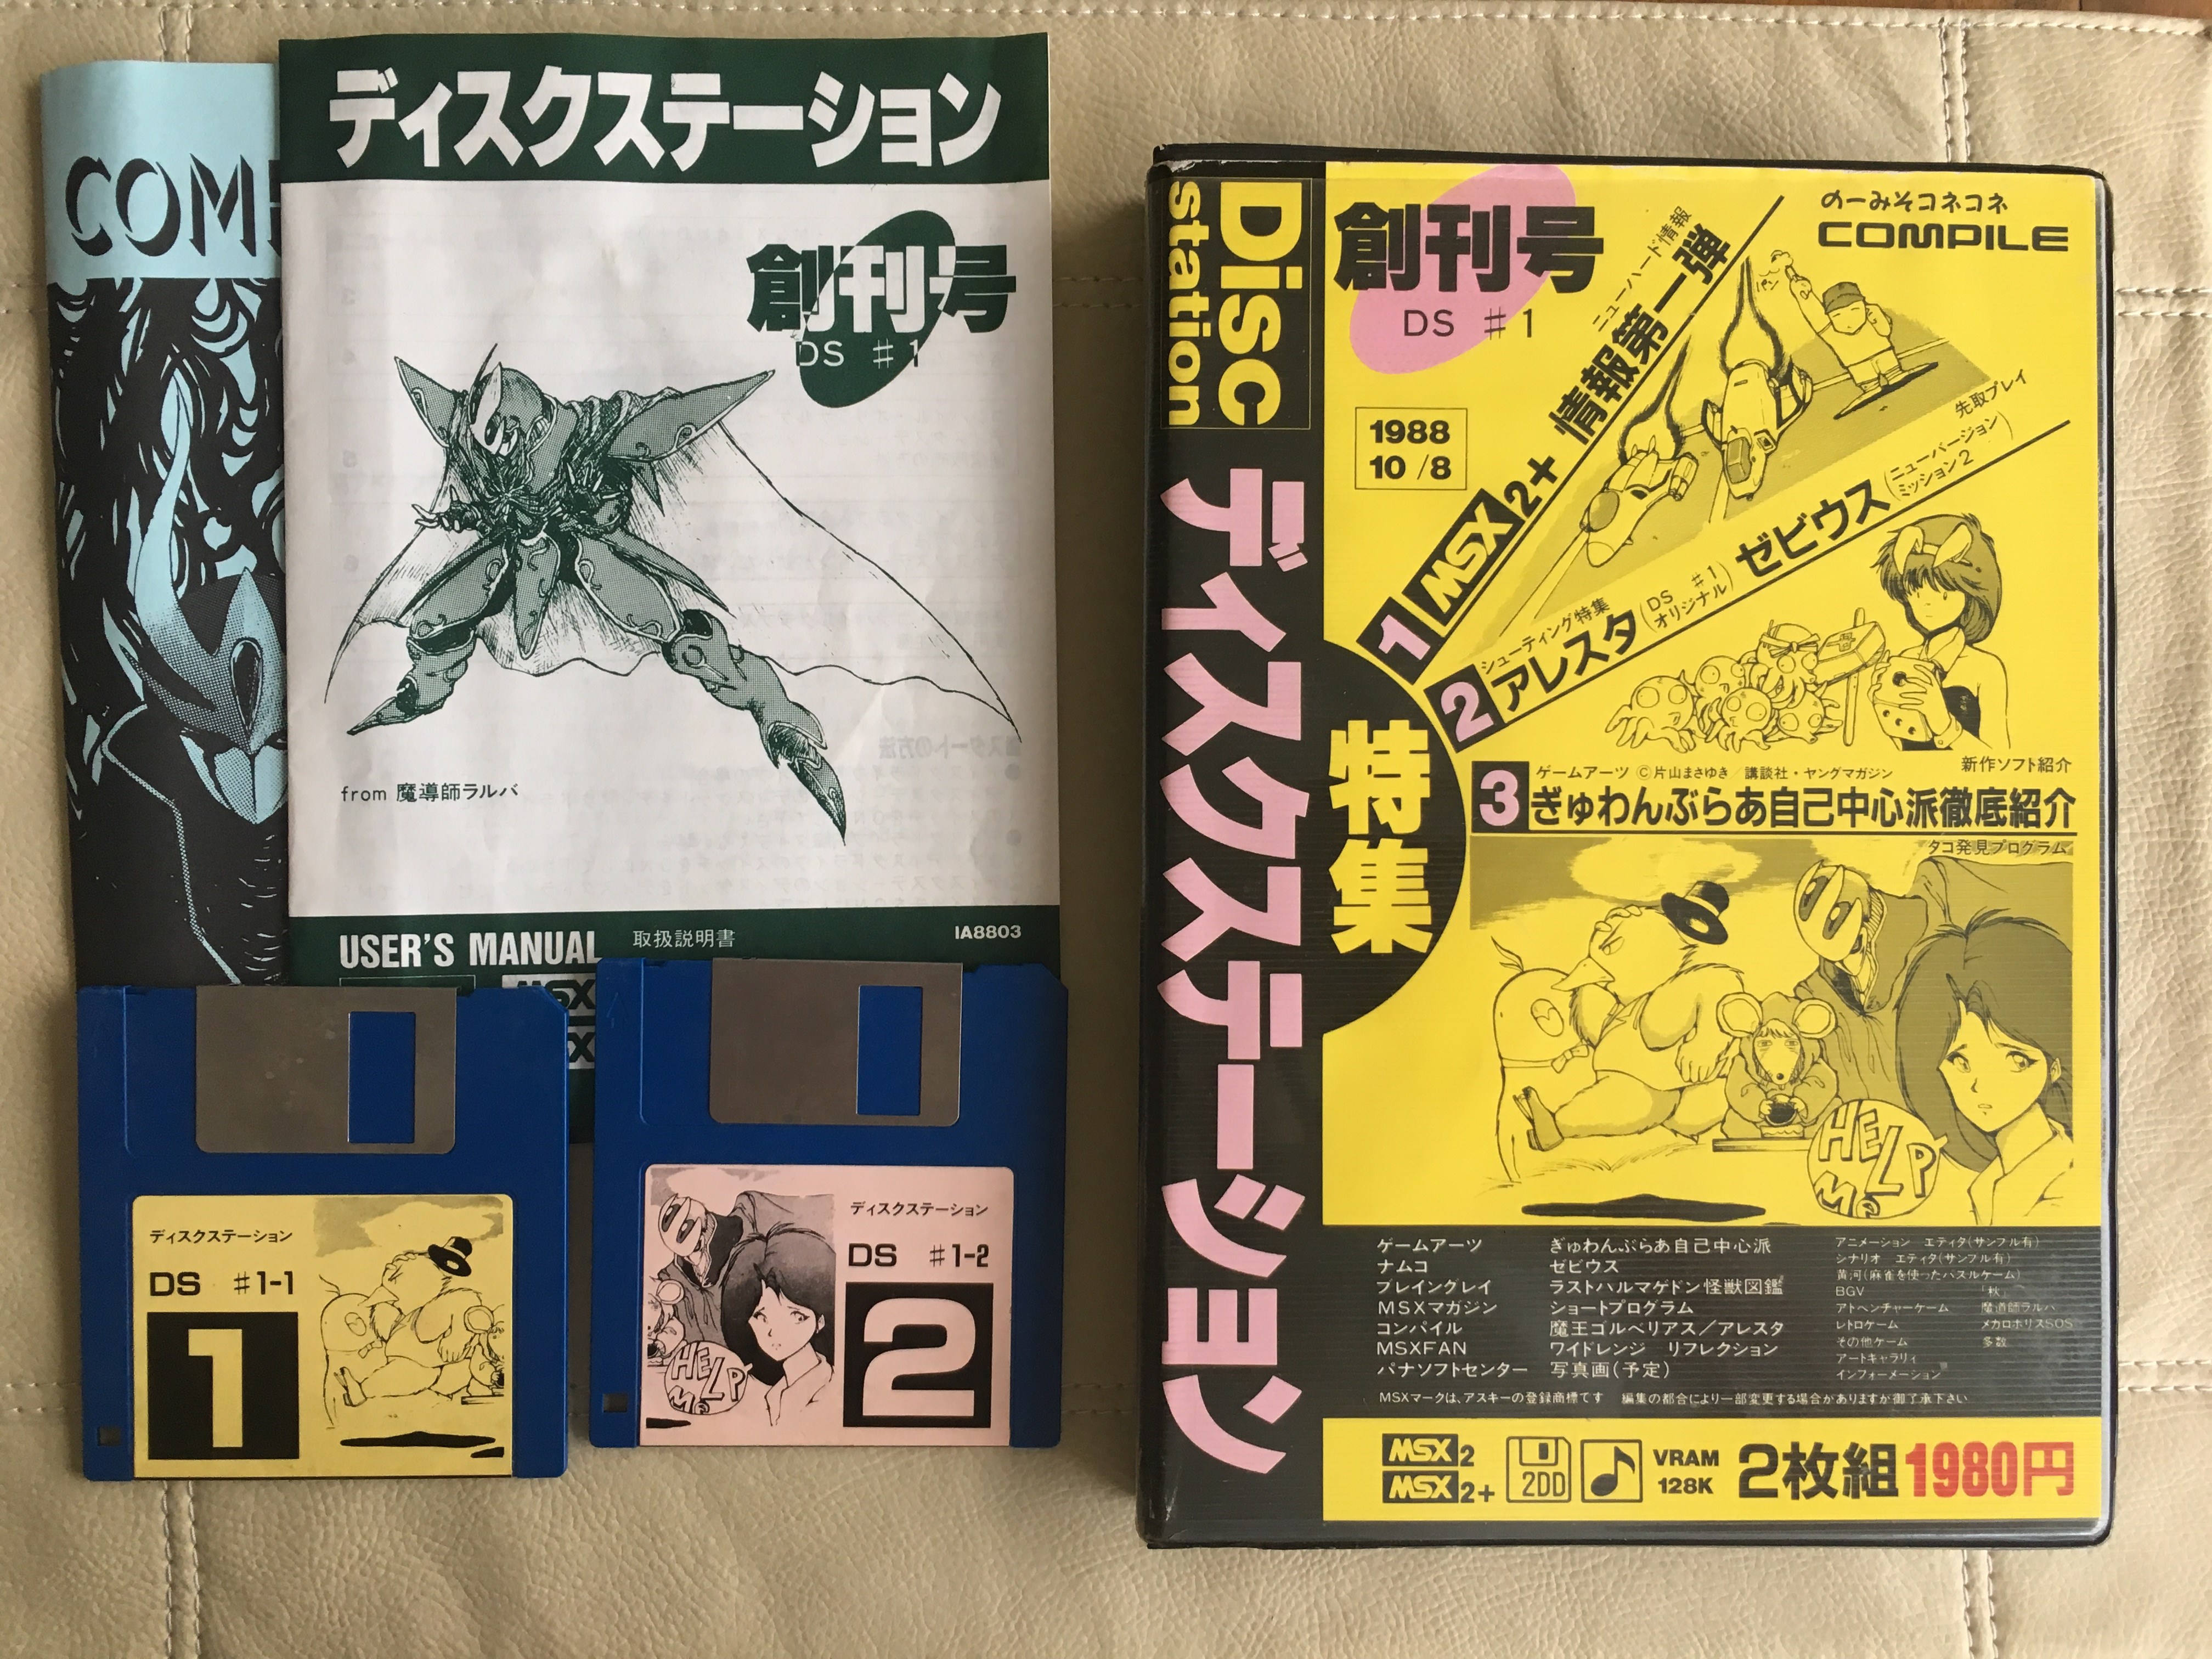 COMP
ディスクステーション
創刊号
DS #1
from 魔導師ラルバ
USER'S MANUAL 取扱説明書 IA8803
MSX
ディスクステーション
DS #1-1
1
ディスクステーション
DS #1-2
2
HELP
Me
Disc
station
ディスクステーション
創刊号
DS #1
1988
10/8
のーみそコネコネ
COMPILE
ニューハード情報
1 MSX2+ 情報第一弾
先取プレイ
シューティング特集
2 アレスタ(DS #1 オリジナル) ゼビウス(ニューバージョン ミッション2)
新作ソフト紹介
ゲームアーツ ©片山まさゆき/講談社・ヤングマガジン
3 ぎゅわんぶらあ自己中心派徹底紹介
タコ発見プログラム
特集
HELP
Me
ゲームアーツ ぎゅわんぶらあ自己中心派
ナムコ ゼビウス
ブレイングレイ ラストハルマゲドン怪獣図鑑
MSXマガジン ショートプログラム
コンパイル 魔王ゴルベリアス/アレスタ
MSXFAN ワイドレンジ リフレクション
パナソフトセンター 写真画(予定)
アニメーション エディタ(サンプル有)
シナリオ エディタ(サンプル有)
黄河(麻雀を使ったパズルゲーム)
BGV 「秋」
アドベンチャーゲーム 魔導師ラルバ
レトロゲーム メカロポリスSOS
その他ゲーム 多数
アートギャラリィ
インフォーメーション
MSXマークは、アスキーの登録商標です 編集の都合により一部変更する場合がありますが御了承下さい
MSX2
MSX2+
2DD
VRAM
128K
2枚組1980円